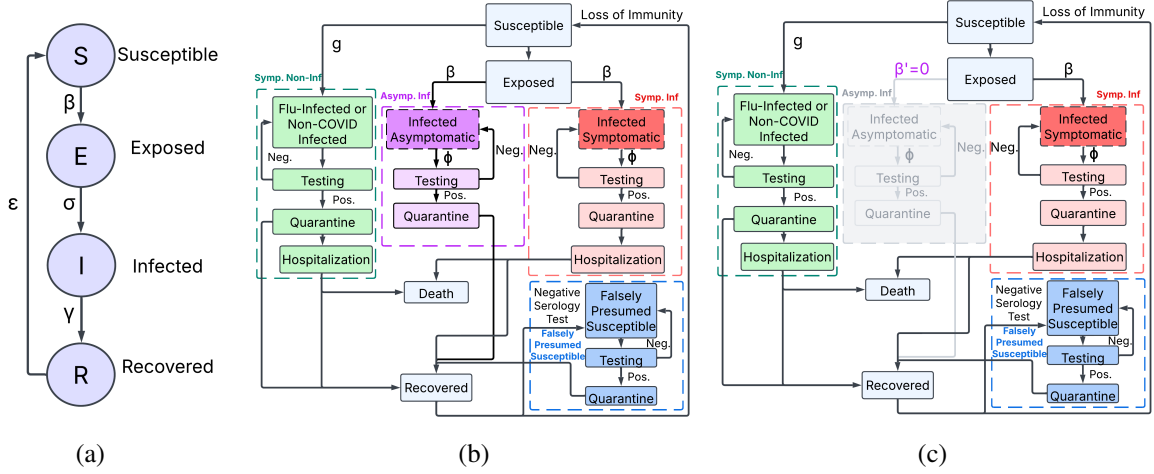 S
Susceptible
β
E
Exposed
ε
σ
I
Infected
γ
R
Recovered
(a)
Susceptible
Loss of Immunity
g
Exposed
β
β
Symp. Non-Inf
Asymp. Inf
Symp. Inf
Flu-Infected or
Non-COVID
Infected
Infected
Asymptomatic
Infected
Symptomatic
Neg.
ϕ
Neg.
Neg.
ϕ
Testing
Testing
Testing
Pos.
Pos.
Pos.
Quarantine
Quarantine
Quarantine
Hospitalization
Hospitalization
Death
Negative
Serology
Test
Falsely
Presumed
Susceptible
Falsely
Presumed
Susceptible
Neg.
Testing
Pos.
Recovered
Quarantine
(b)
Susceptible
Loss of Immunity
g
Exposed
β'=0
β
Symp. Non-Inf
Asymp. Inf
Symp. Inf
Flu-Infected or
Non-COVID
Infected
Infected
Asymptomatic
Infected
Symptomatic
Neg.
ϕ
Neg.
Neg.
ϕ
Testing
Testing
Testing
Pos.
Pos.
Pos.
Quarantine
Quarantine
Quarantine
Hospitalization
Hospitalization
Death
Negative
Serology
Test
Falsely
Presumed
Susceptible
Falsely
Presumed
Susceptible
Neg.
Testing
Pos.
Recovered
Quarantine
(c)